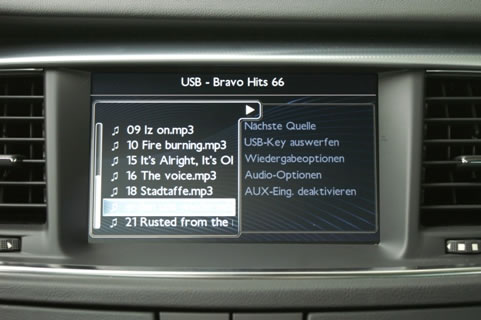 USB - Bravo Hits 66
09 Iz on.mp3
10 Fire burning.mp3
15 It's Alright, It's Ol
16 The voice.mp3
18 Stadtaffe.mp3
21 Rusted from the
Nächste Quelle
USB-Key auswerfen
Wiedergabeoptionen
Audio-Optionen
AUX-Eing. deaktivieren